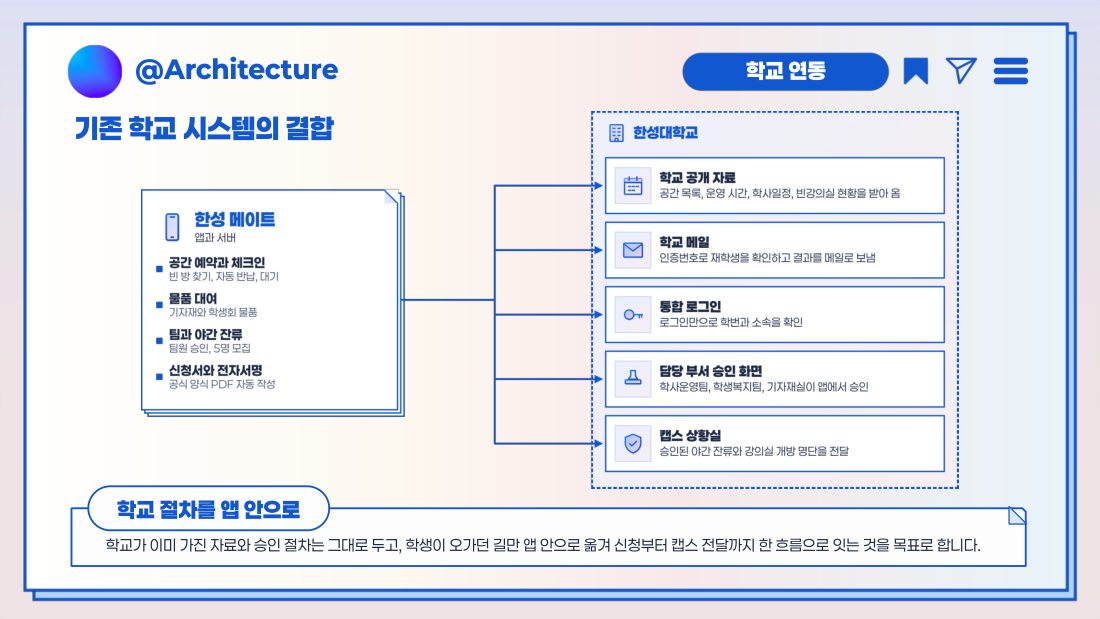 @Architecture
학교 연동
기존 학교 시스템의 결합
한성 메이트
앱과 서버
공간 예약과 체크인
빈 방 찾기, 자동 반납, 대기
물품 대여
기자재와 학생회 물품
팀과 야간 잔류
팀원 승인, 5명 모집
신청서와 전자서명
공식 양식 PDF 자동 작성
한성대학교
학교 공개 자료
공간 목록, 운영 시간, 학사일정, 빈강의실 현황을 받아 옴
학교 메일
인증번호로 재학생을 확인하고 결과를 메일로 보냄
통합 로그인
로그인만으로 학번과 소속을 확인
담당 부서 승인 화면
학사운영팀, 학생복지팀, 기자재실이 앱에서 승인
캡스 상황실
승인된 야간 잔류와 강의실 개방 명단을 전달
학교 절차를 앱 안으로
학교가 이미 가진 자료와 승인 절차는 그대로 두고, 학생이 오가던 길만 앱 안으로 옮겨 신청부터 캡스 전달까지 한 흐름으로 잇는 것을 목표로 합니다.